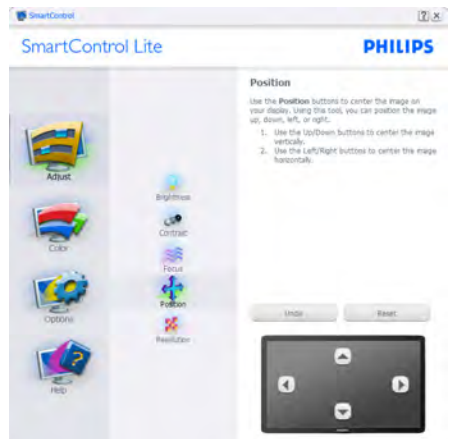 SmartControl
SmartControl Lite
PHILIPS
Adjust
Color
Options
Help
Brightness
Contrast
Focus
Position
Resolution
Position
Use the Position buttons to center the image on
your display. Using this tool, you can position the image
up, down, left, or right.
1. Use the Up/Down buttons to center the image
vertically.
2. Use the Left/Right buttons to center the image
horizontally.
Undo
Reset